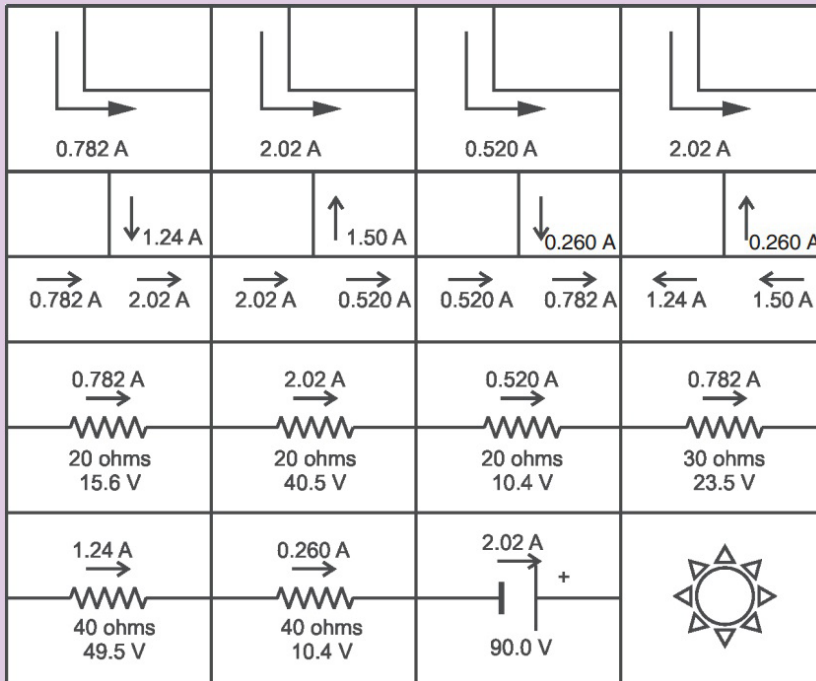 0.782 A
2.02 A
0.520 A
2.02 A
1.24 A
1.50 A
0.260 A
0.260 A
0.782 A 2.02 A
2.02 A 0.520 A
0.520 A 0.782 A
1.24 A 1.50 A
0.782 A
20 ohms
15.6 V
2.02 A
20 ohms
40.5 V
0.520 A
20 ohms
10.4 V
0.782 A
30 ohms
23.5 V
1.24 A
40 ohms
49.5 V
0.260 A
40 ohms
10.4 V
2.02 A
+
90.0 V